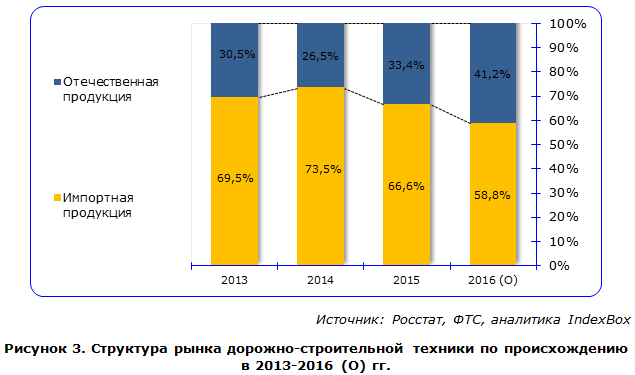 Отечественная
продукция
Импортная
продукция
30,5%
26,5%
33,4%
41,2%
69,5%
73,5%
66,6%
58,8%
100%
90%
80%
70%
60%
50%
40%
30%
20%
10%
0%
2013
2014
2015
2016 (О)
Источник: Росстат, ФТС, аналитика IndexBox
Рисунок 3. Структура рынка дорожно-строительной техники по происхождению
в 2013-2016 (О) гг.